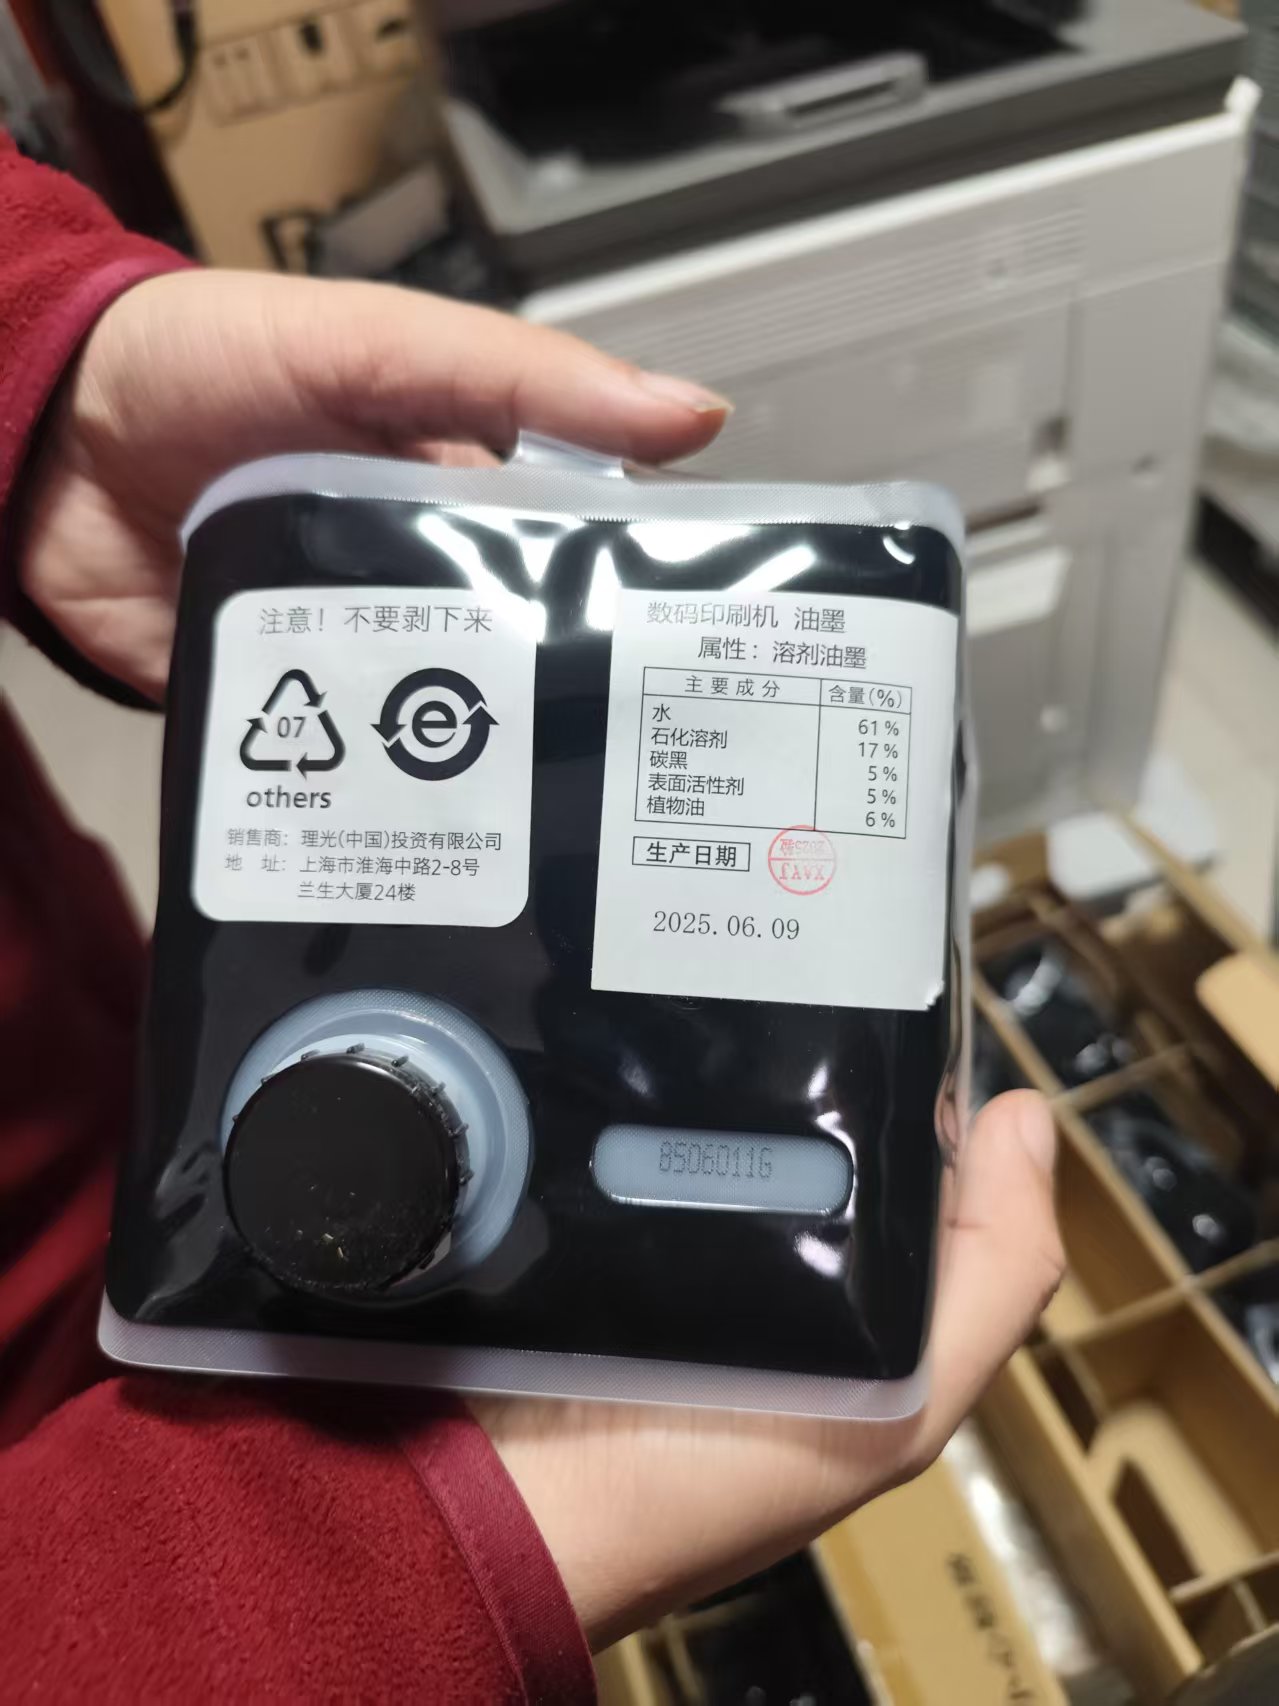 注意！不要剥下来
07
e
others
销售商：理光(中国)投资有限公司
地 址：上海市淮海中路2-8号
兰生大厦24楼
数码印刷机 油墨
属性：溶剂油墨
主要成分 含量(%)
水 61%
石化溶剂 17%
碳黑 5%
表面活性剂 5%
植物油 6%
生产日期
XAYJ
2025.06.09
8506011G